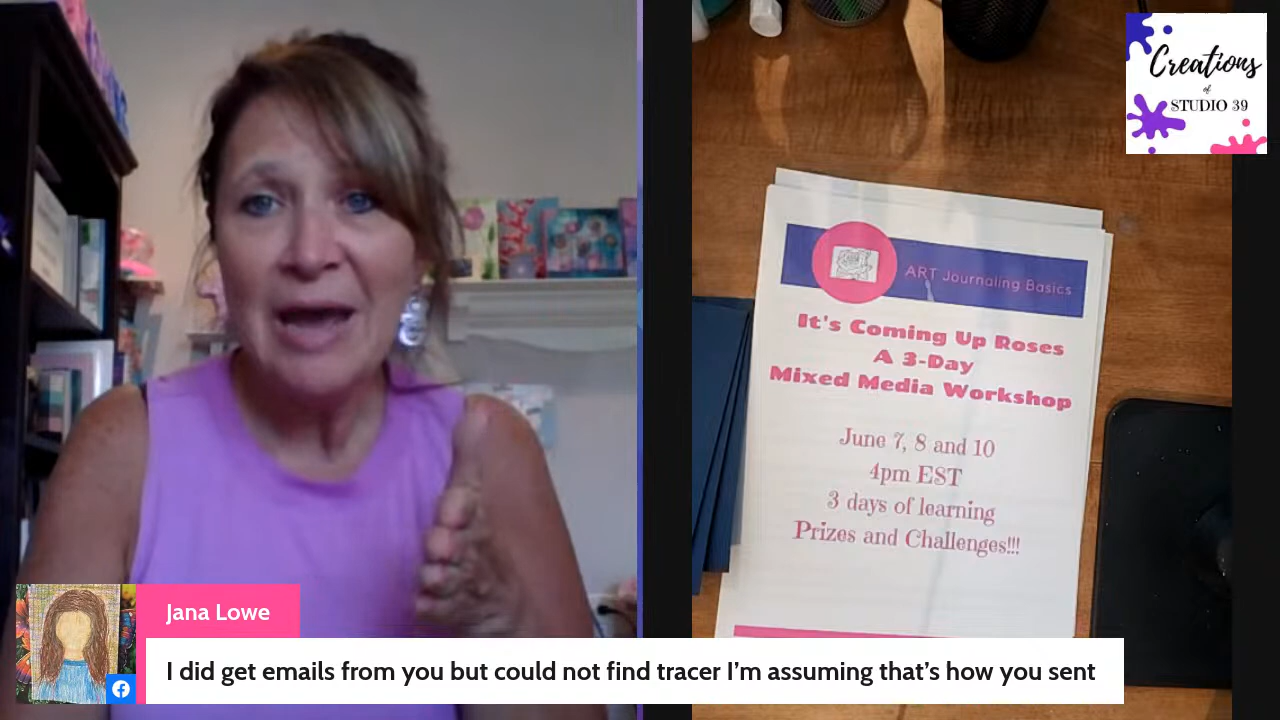 Creations
of
STUDIO 39
ART Journaling Basics
It's Coming Up Roses
A 3-Day
Mixed Media Workshop
June 7, 8 and 10
4pm EST
3 days of learning
Prizes and Challenges!!!
Jana Lowe
I did get emails from you but could not find tracer I’m assuming that’s how you sent